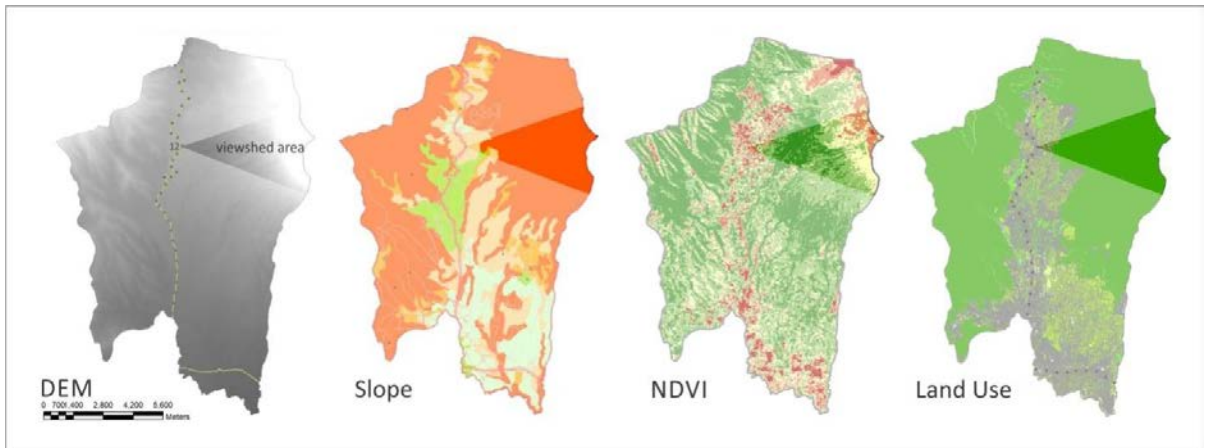 12 viewshed area
DEM
Slope
NDVI
Land Use
0 700 1.400 2.800 4.200 5.600
Meters